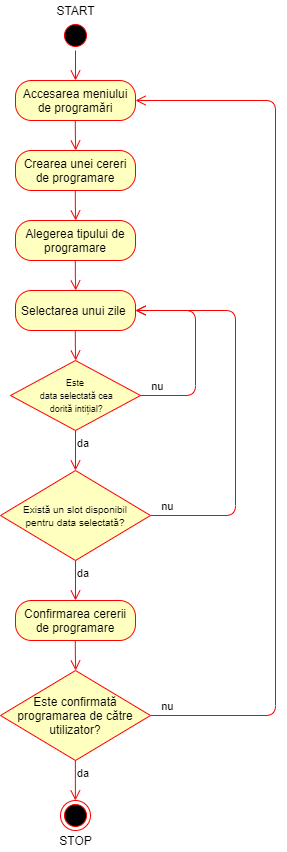 START
Accesarea meniului
de programări
Crearea unei cereri
de programare
Alegerea tipului de
programare
Selectarea unui zile
Este
data selectată cea
dorită intițial?
nu
da
Există un slot disponibil
pentru data selectată?
nu
da
Confirmarea cererii
de programare
Este confirmată
programarea de către
utilizator?
nu
da
STOP